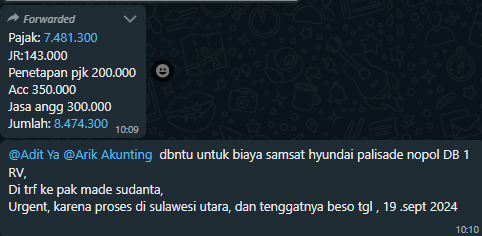 Forwarded
Pajak: 7.481.300
JR:143.000
Penetapan pjk 200.000
Acc 350.000
Jasa angg 300.000
Jumlah: 8.474.300
10:09
@Adit Ya @Arik Akunting dbntu untuk biaya samsat hyundai palisade nopol DB 1
RV,
Di trf ke pak made sudanta,
Urgent, karena proses di sulawesi utara, dan tenggatnya beso tgl , 19 .sept 2024
10:10